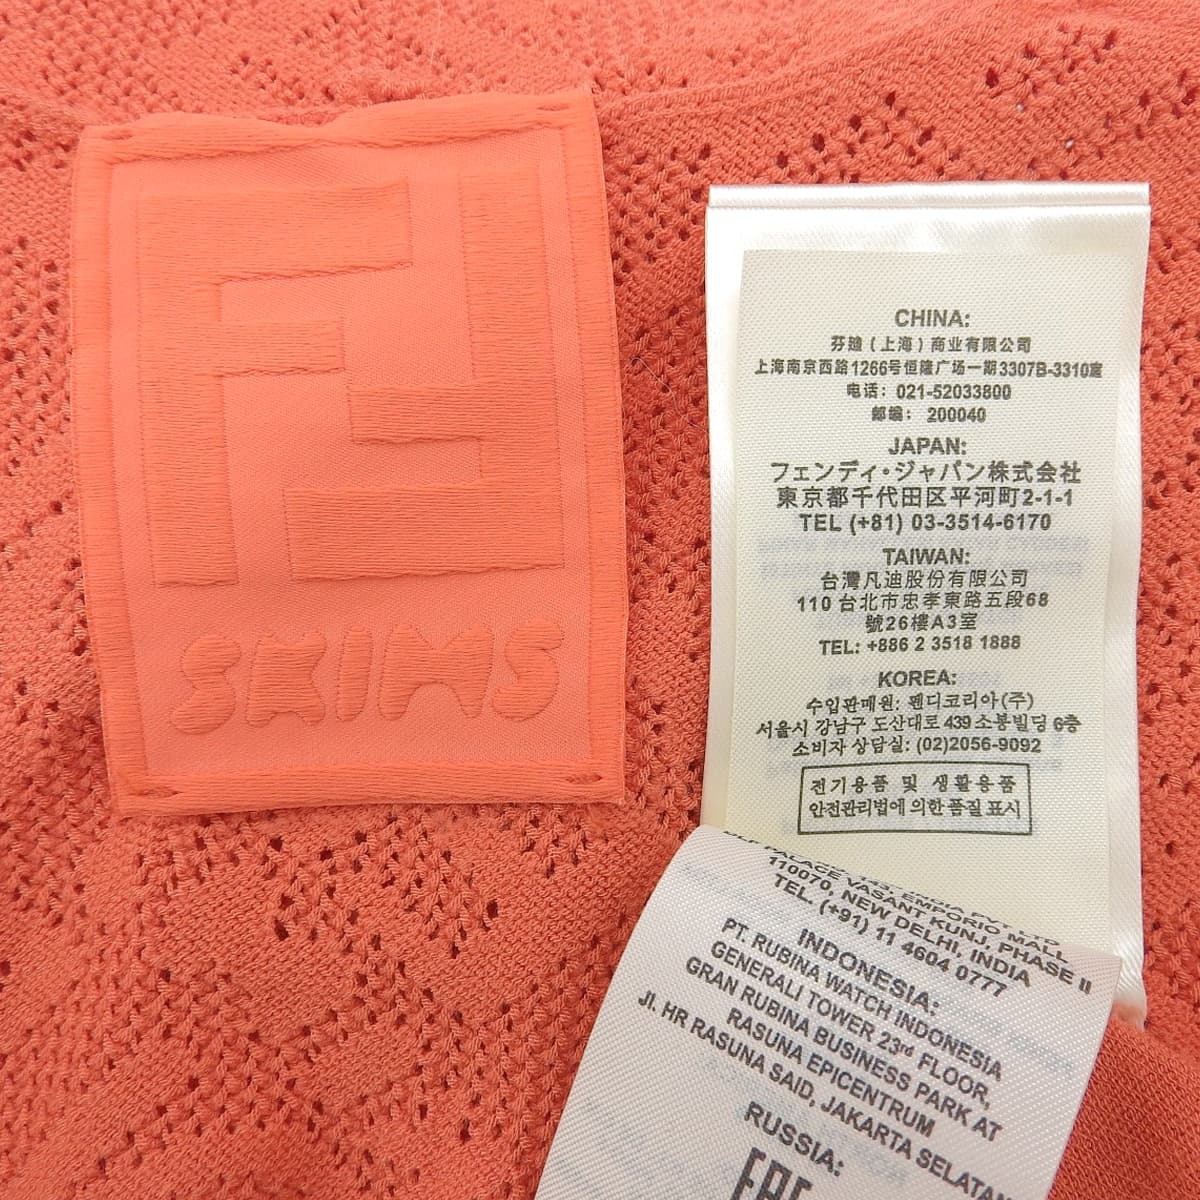 SKIMS
CHINA:
芬迪（上海）商业有限公司
上海南京西路1266号恒隆广场一期3307B-3310室
电话： 021-52033800
邮编： 200040
JAPAN:
フェンディ・ジャパン株式会社
東京都千代田区平河町2-1-1
TEL (+81) 03-3514-6170
TAIWAN:
台灣凡迪股份有限公司
110 台北市忠孝東路五段68
號26樓A3室
TEL: +886 2 3518 1888
KOREA:
수입판매원: 펜디코리아(주)
서울시 강남구 도산대로 439 소봉빌딩 6층
소비자 상담실: (02)2056-9092
전기용품 및 생활용품
안전관리법에 의한 품질 표시
PALACE VASANT KUNJ, PHASE II
110070, NEW DELHI, INDIA
TEL. (+91) 11 4604 0777
INDONESIA:
PT. RUBINA WATCH INDONESIA
GENERALI TOWER 23rd FLOOR,
GRAN RUBINA BUSINESS PARK AT
RASUNA EPICENTRUM
Jl. HR RASUNA SAID, JAKARTA SELATAN
RUSSIA:
EAC